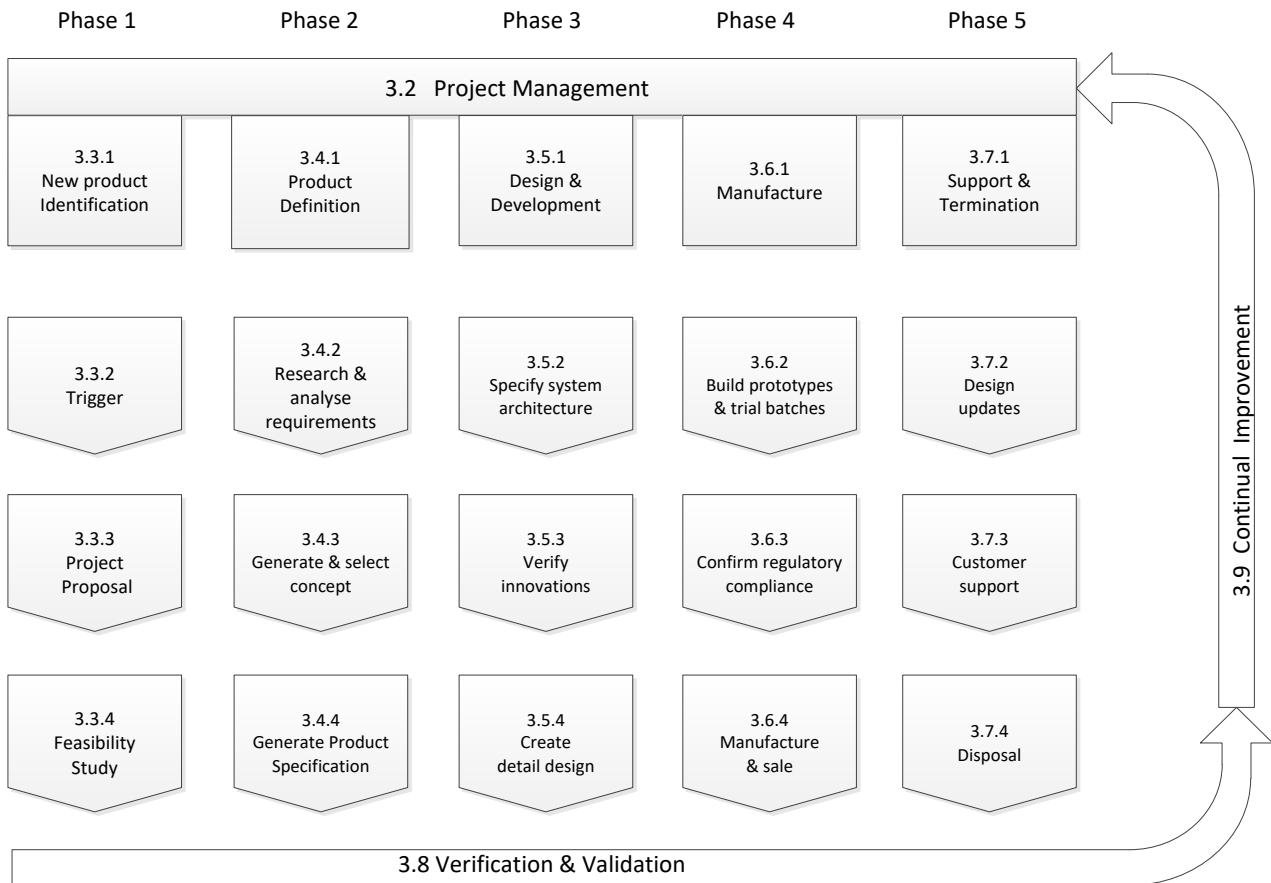 Phase 1
Phase 2
Phase 3
Phase 4
Phase 5
3.2 Project Management
3.3.1
New product
Identification
3.4.1
Product
Definition
3.5.1
Design &
Development
3.6.1
Manufacture
3.7.1
Support &
Termination
3.3.2
Trigger
3.4.2
Research &
analyse
requirements
3.5.2
Specify system
architecture
3.6.2
Build prototypes
& trial batches
3.7.2
Design
updates
3.3.3
Project
Proposal
3.4.3
Generate & select
concept
3.5.3
Verify
innovations
3.6.3
Confirm regulatory
compliance
3.7.3
Customer
support
3.3.4
Feasibility
Study
3.4.4
Generate Product
Specification
3.5.4
Create
detail design
3.6.4
Manufacture
& sale
3.7.4
Disposal
3.8 Verification & Validation
3.9 Continual Improvement